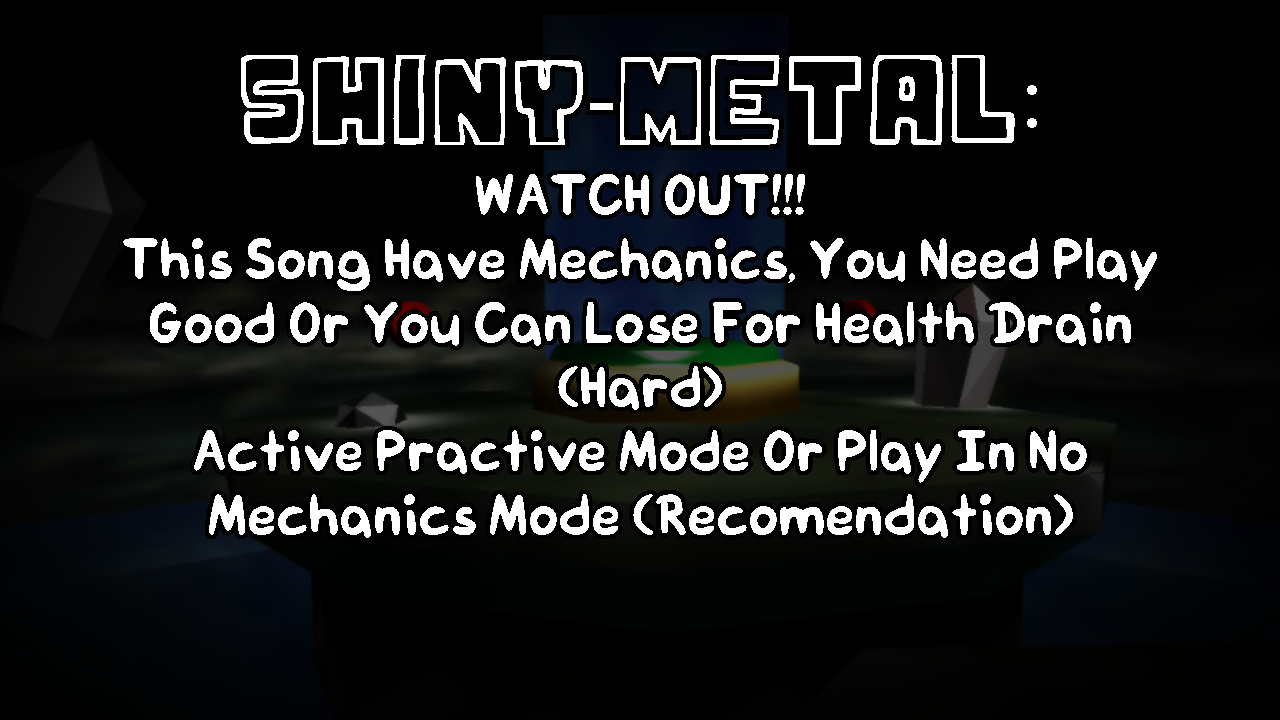 SHINY-METAL:
WATCH OUT!!!
This Song Have Mechanics, You Need Play
Good Or You Can Lose For Health Drain
(Hard)
Active Practive Mode Or Play In No
Mechanics Mode (Recomendation)